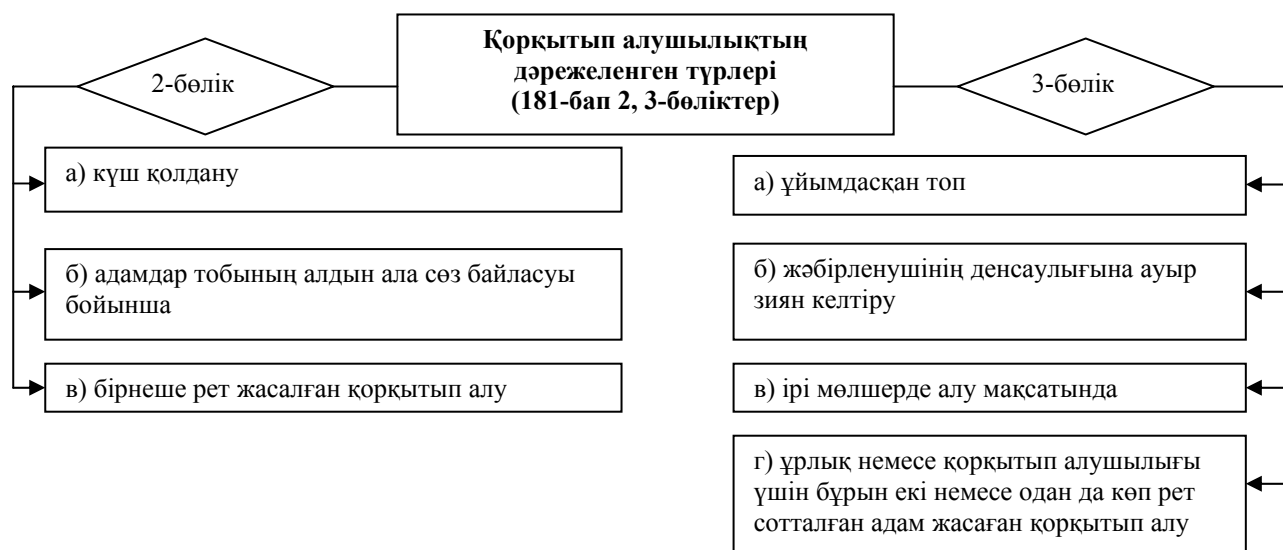 Қорқытып алушылықтың
дәрежеленген түрлері
(181-бап 2, 3-бөліктер)
2-бөлік
3-бөлік
а) күш қолдану
б) адамдар тобының алдын ала сөз байласуы
бойынша
в) бірнеше рет жасалған қорқытып алу
а) ұйымдасқан топ
б) жәбірленушінің денсаулығына ауыр
зиян келтіру
в) ірі мөлшерде алу мақсатында
г) ұрлық немесе қорқытып алушылығы
үшін бұрын екі немесе одан да көп рет
сотталған адам жасаған қорқытып алу